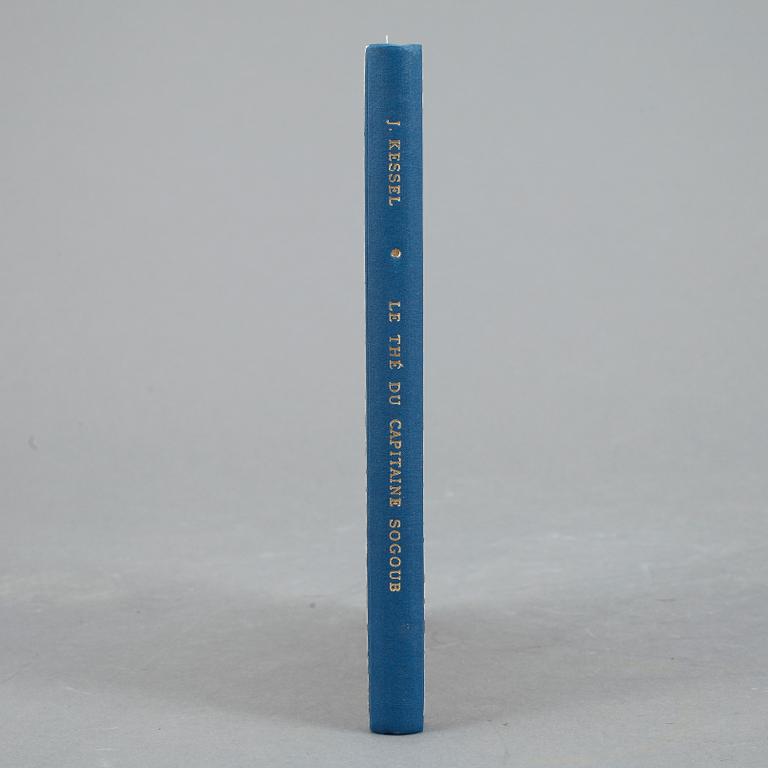 J. KESSEL
LE THÉ DU CAPITAINE SOGOUB